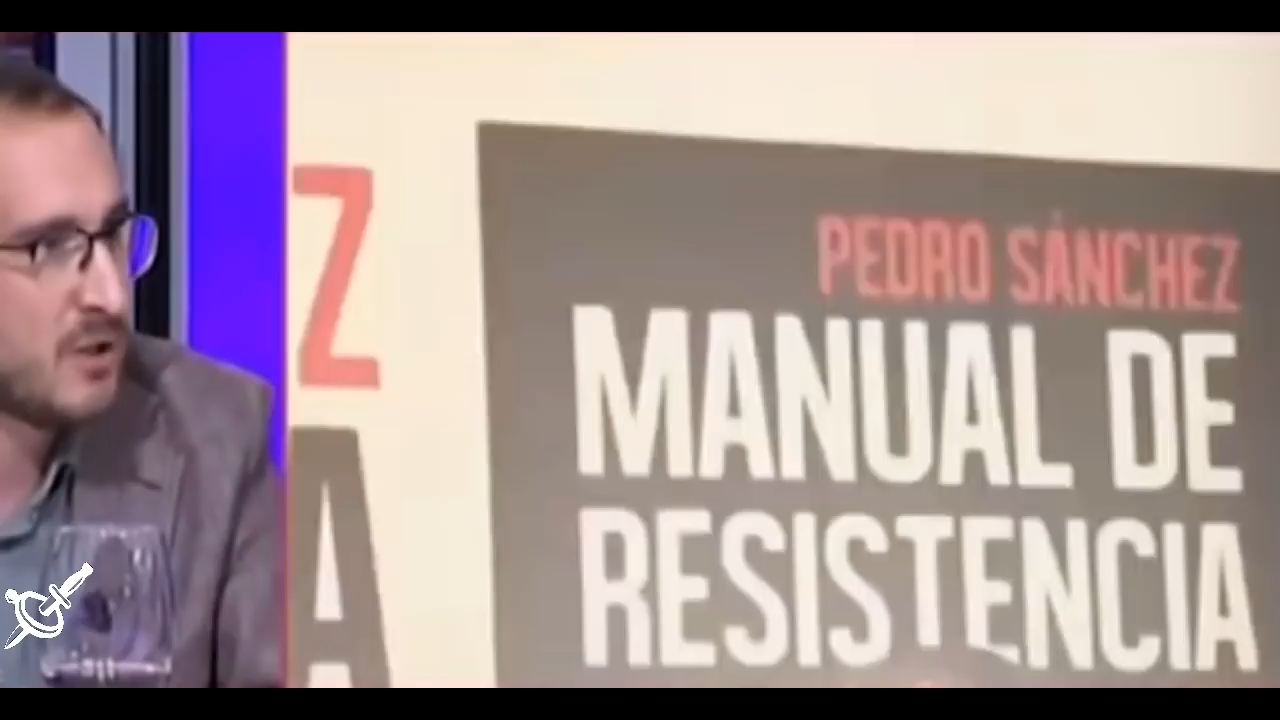 Z
A
PEDRO SÁNCHEZ
MANUAL DE
RESISTENCIA